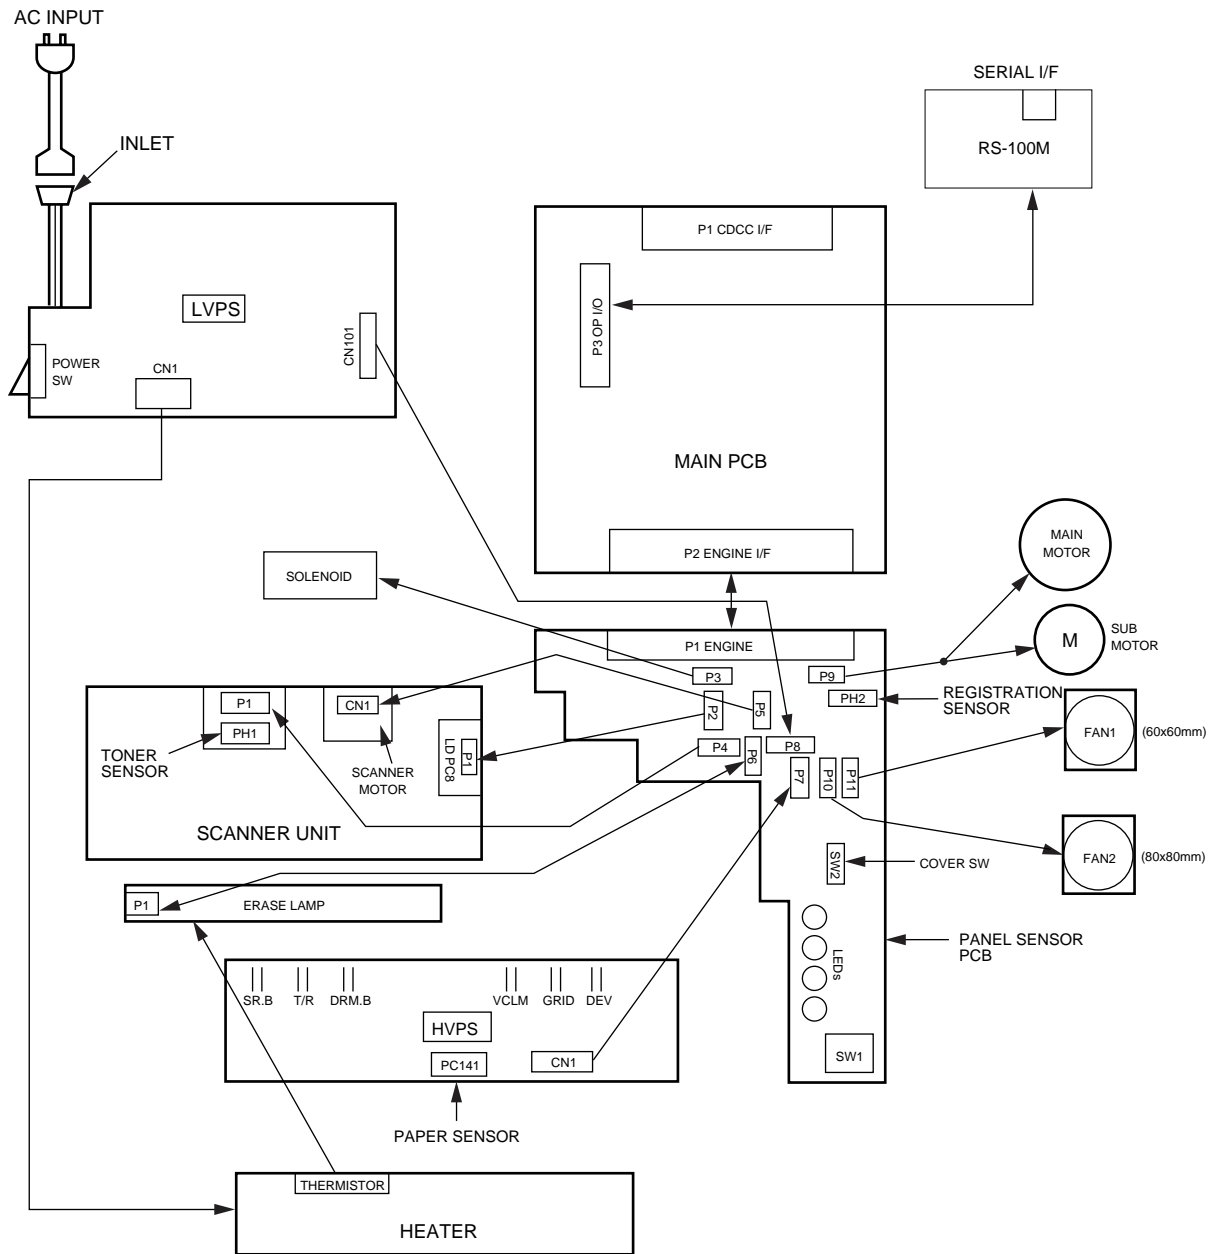 AC INPUT
SERIAL I/F
RS-100M
INLET
P1 CDCC I/F
LVPS
P3 OP I/O
CN101
POWER
SW
CN1
MAIN PCB
MAIN
MOTOR
P2 ENGINE I/F
SOLENOID
P1 ENGINE
M
SUB
MOTOR
P3
P9
P1
CN1
P2
P5
PH2
REGISTRATION
SENSOR
PH1
TONER
SENSOR
SCANNER
MOTOR
LD PC8
P1
P4
P6
P8
P7
P10
P11
FAN1
(60x60mm)
SCANNER UNIT
SW2
COVER SW
FAN2
(80x80mm)
P1
ERASE LAMP
LEDs
PANEL SENSOR
PCB
SR.B
T/R
DRM.B
VCLM
GRID
DEV
HVPS
PC141
CN1
SW1
PAPER SENSOR
THERMISTOR
HEATER